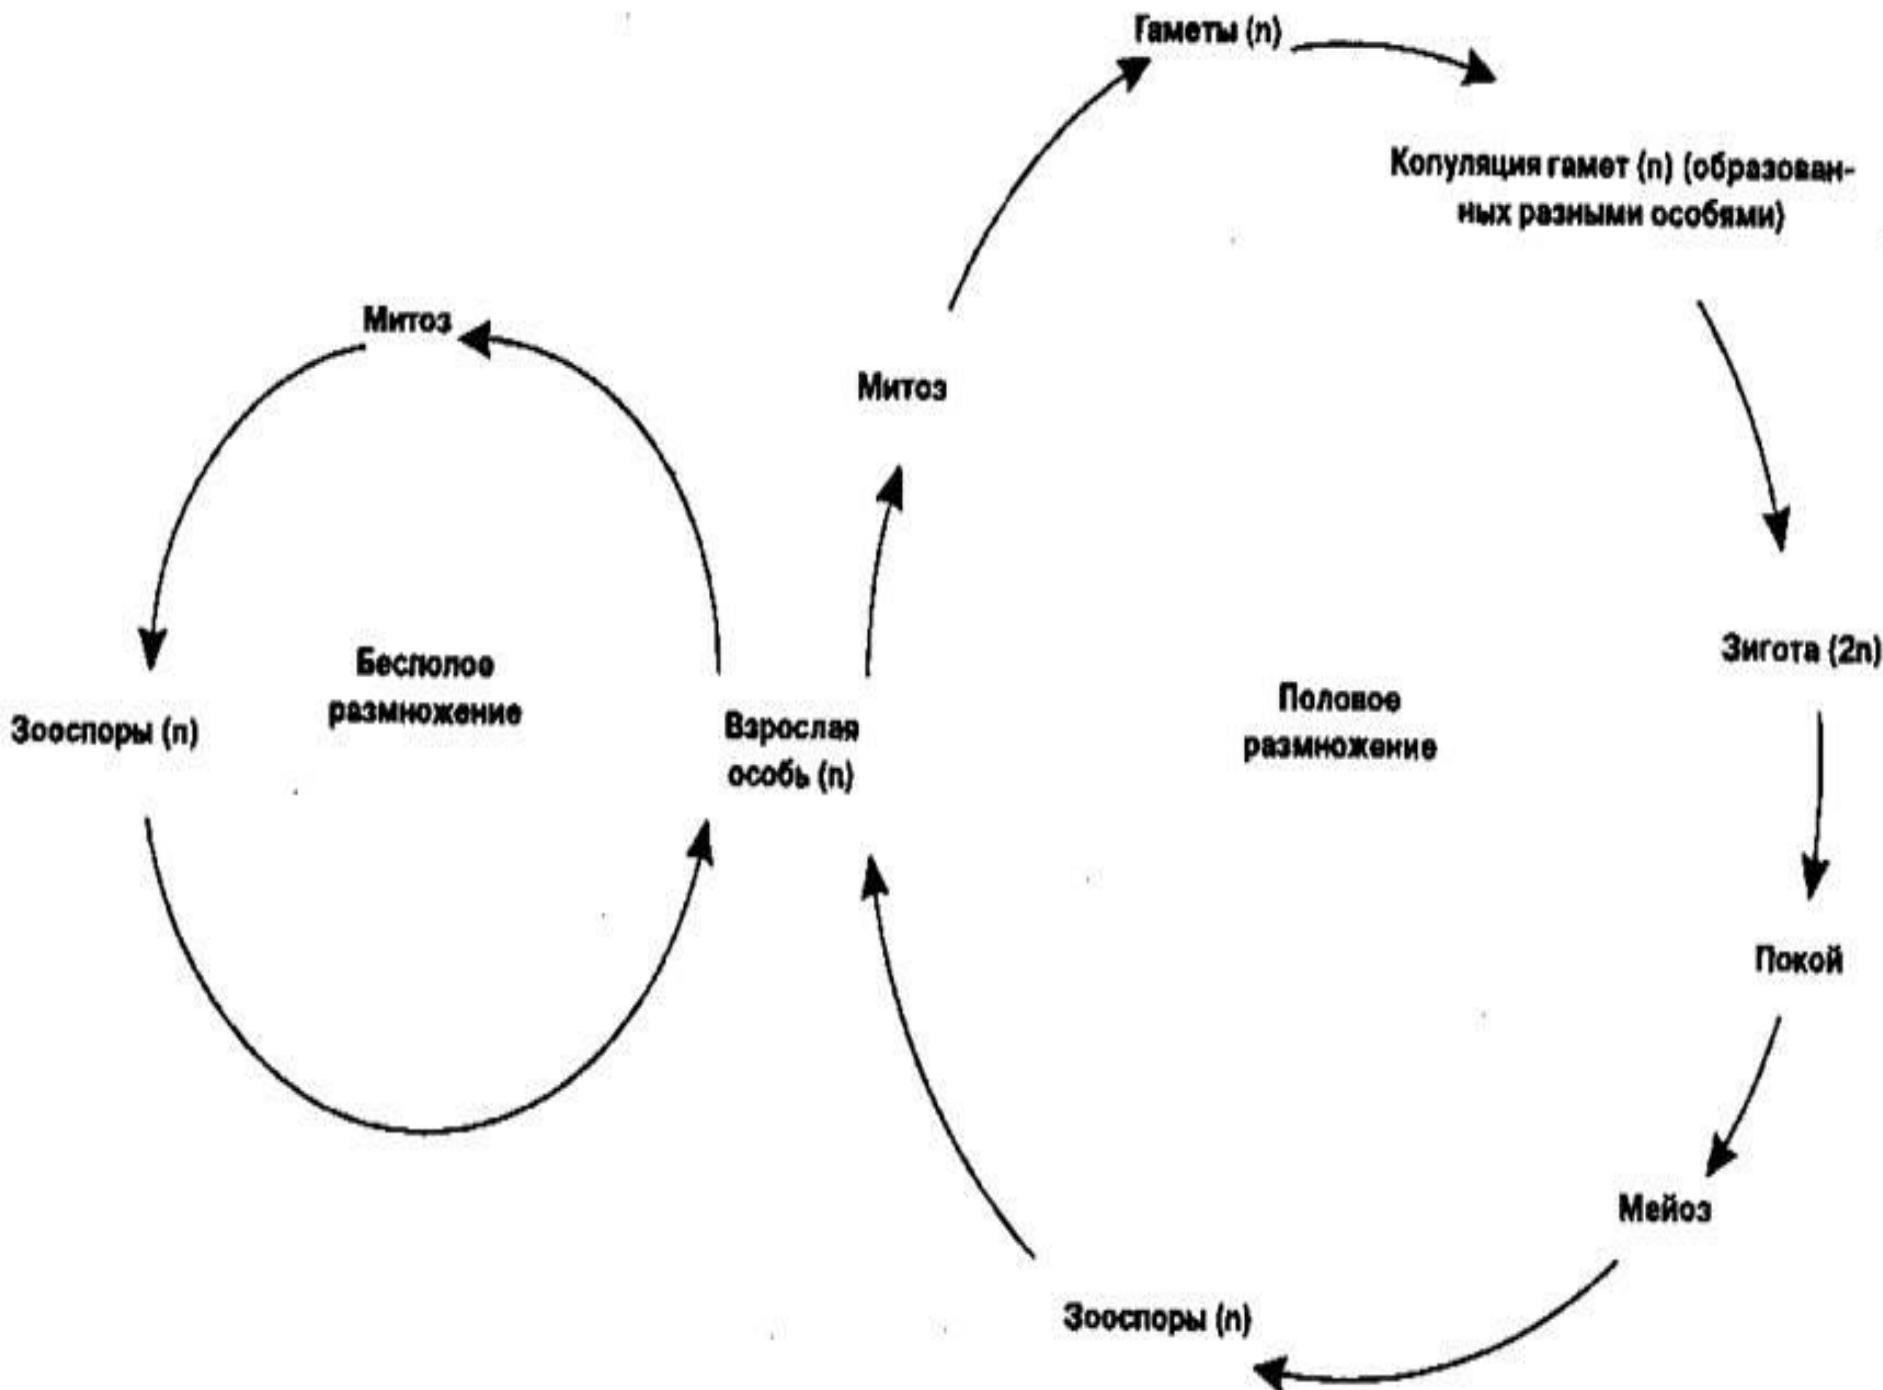 Гаметы (n)
Копуляция гамет (n) (образован-
ных разными особями)
Митоз
Митоз
Бесполое
размножение
Зооспоры (n)
Взрослая
особь (n)
Половое
размножение
Зигота (2n)
Покой
Мейоз
Зооспоры (n)